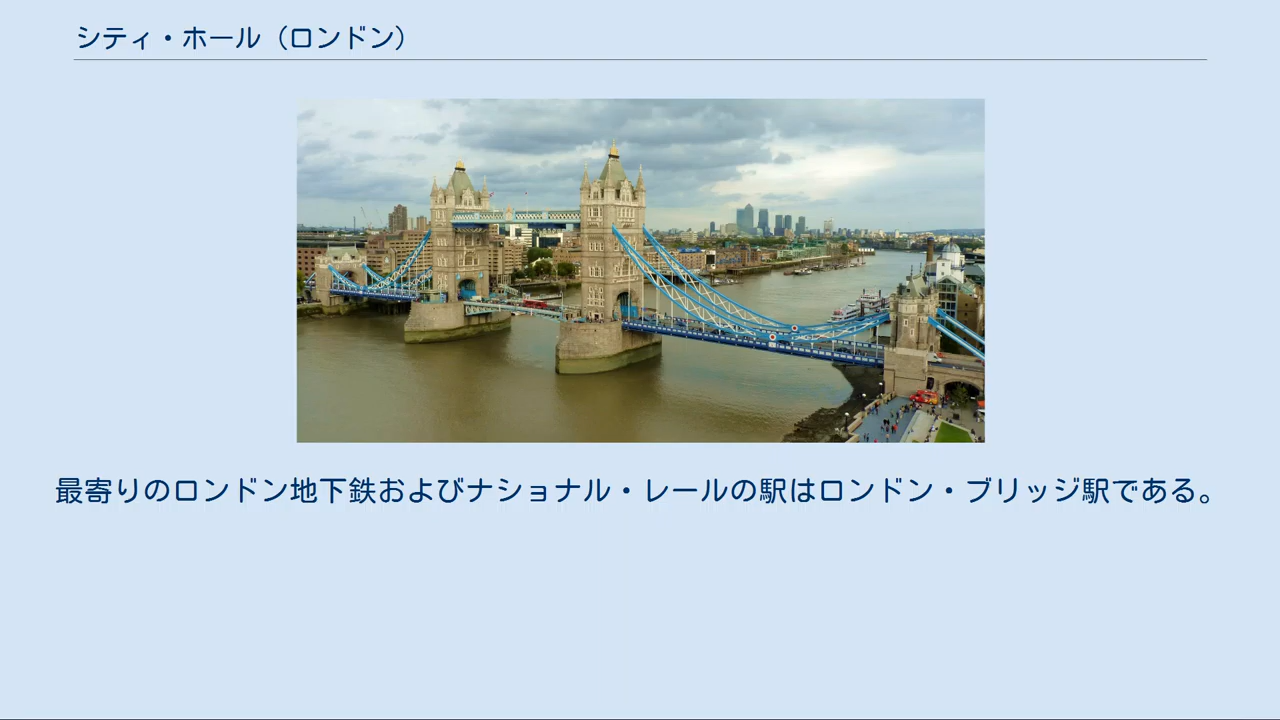 シティ・ホール（ロンドン）
最寄りのロンドン地下鉄およびナショナル・レールの駅はロンドン・ブリッジ駅である。